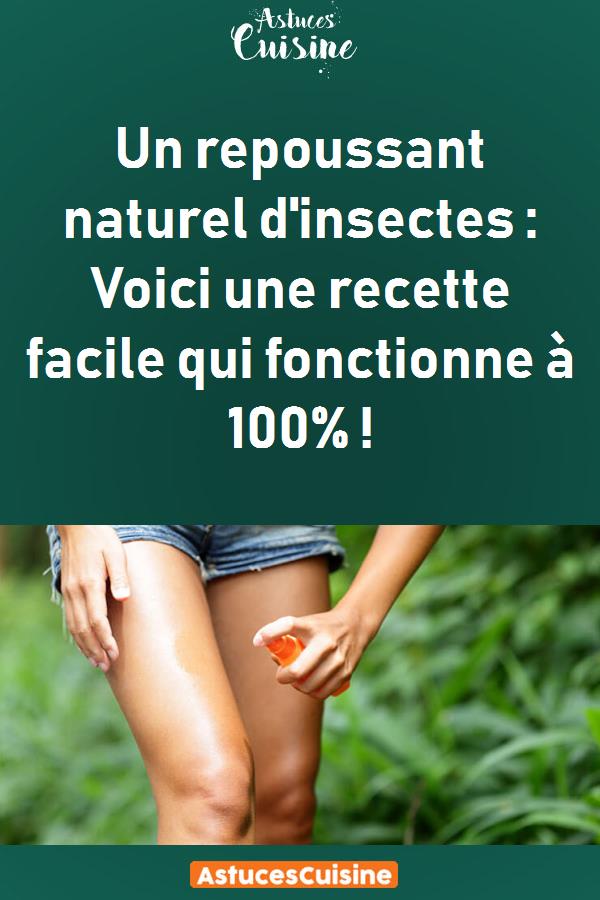 Astuces
Cuisine
Un repoussant
naturel d'insectes :
Voici une recette
facile qui fonctionne à
100% !
AstucesCuisine